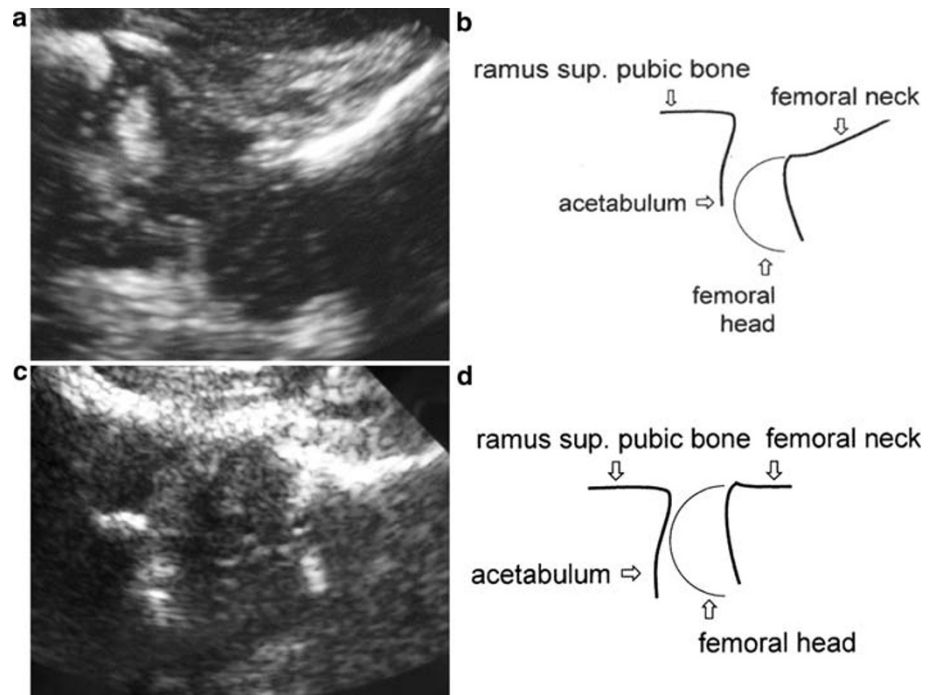 a
b
ramus sup. pubic bone
femoral neck
acetabulum
femoral
head
c
d
ramus sup. pubic bone femoral neck
acetabulum
femoral head